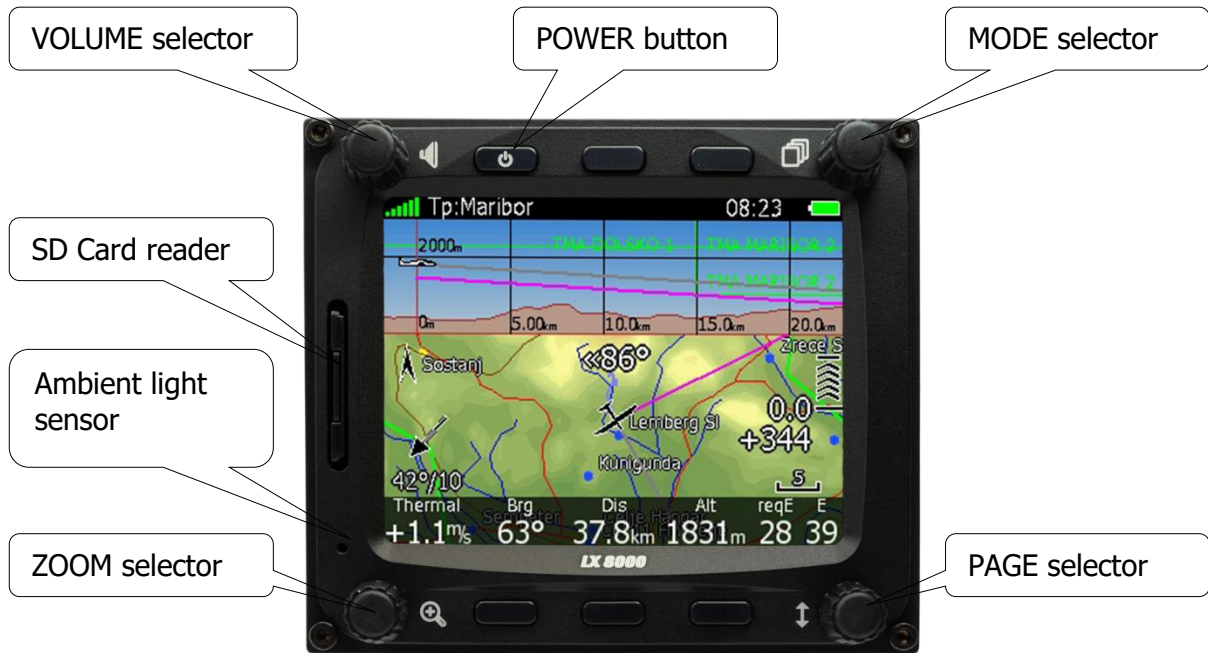 VOLUME selector
POWER button
MODE selector
Tp:Maribor 08:23
SD Card reader
2000m
TMA DOLSKO 1
TMA MARIBOR 2
TMA MARIBOR 2
0m 5.00km 10.0km 15.0km 20.0km
Zrece S
Sostanj
«86°
Ambient light
sensor
0.0
Lemberg Sl
+344
Kunigunda
42°/10
5
Thermal Brg Dis Alt reqE E
+1.1m/s 63° 37.8km 1831m 28 39
LX 8000
ZOOM selector
PAGE selector